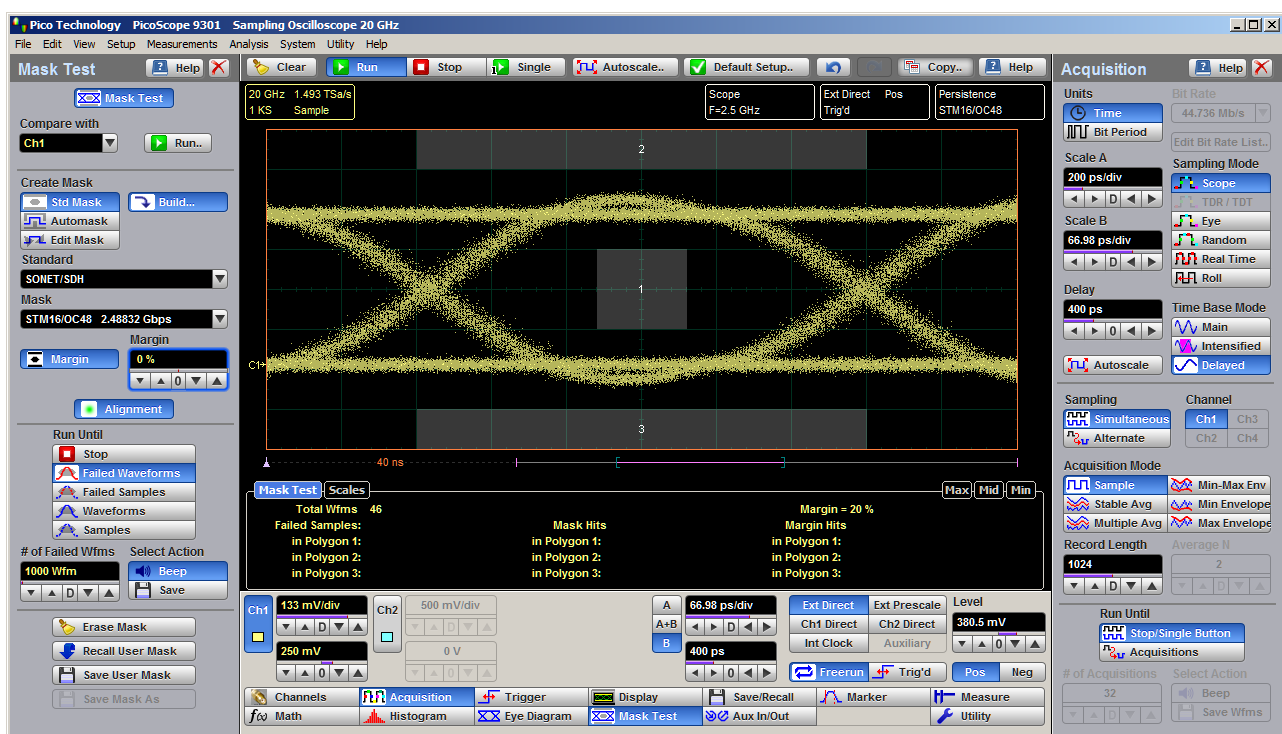 Pico Technology PicoScope 9301 Sampling Oscilloscope 20 GHz
File Edit View Setup Measurements Analysis System Utility Help
Mask Test Help
Mask Test
Compare with
Ch1 Run..
Create Mask
Std Mask Build...
Automask
Edit Mask
Standard
SONET/SDH
Mask
STM16/OC48 2.48832 Gbps
Margin
Margin 0 %
0
Alignment
Run Until
Stop
Failed Waveforms
Failed Samples
Waveforms
Samples
# of Failed Wfms Select Action
1000 Wfm Beep
D Save
Erase Mask
Recall User Mask
Save User Mask
Save Mask As
Clear Run Stop Single Autoscale.. Default Setup.. Copy.. Help
20 GHz 1.493 TSa/s
1 KS Sample
Scope
F=2.5 GHz
Ext Direct Pos
Trig'd
Persistence
STM16/OC48
2
1
C1
3
40 ns
Mask Test Scales Max Mid Min
Total Wfms 46 Margin = 20 %
Failed Samples: Mask Hits Margin Hits
in Polygon 1: in Polygon 1: in Polygon 1:
in Polygon 2: in Polygon 2: in Polygon 2:
in Polygon 3: in Polygon 3: in Polygon 3:
Ch1 133 mV/div Ch2 500 mV/div A 66.98 ps/div Ext Direct Ext Prescale Level
D D A+B D Ch1 Direct Ch2 Direct 380.5 mV
250 mV 0 V B 400 ps Int Clock Auxiliary 0
0 0 0 Freerun Trig'd Pos Neg
Channels Acquisition Trigger Display Save/Recall Marker Measure
f(x) Math Histogram Eye Diagram Mask Test Aux In/Out Utility
Acquisition Help
Units Bit Rate
Time 44.736 Mb/s
Bit Period Edit Bit Rate List..
Scale A Sampling Mode
200 ps/div Scope
D TDR / TDT
Scale B Eye
66.98 ps/div Random
D Real Time
Roll
Delay
400 ps Time Base Mode
0 Main
Intensified
Autoscale Delayed
Sampling Channel
Simultaneous Ch1 Ch3
Alternate Ch2 Ch4
Acquisition Mode
Sample Min-Max Env
Stable Avg Min Envelope
Multiple Avg Max Envelope
Record Length Average N
1024 2
D D
Run Until
Stop/Single Button
Acquisitions
# of Acquisitions Select Action
32 Beep
D Save Wfms